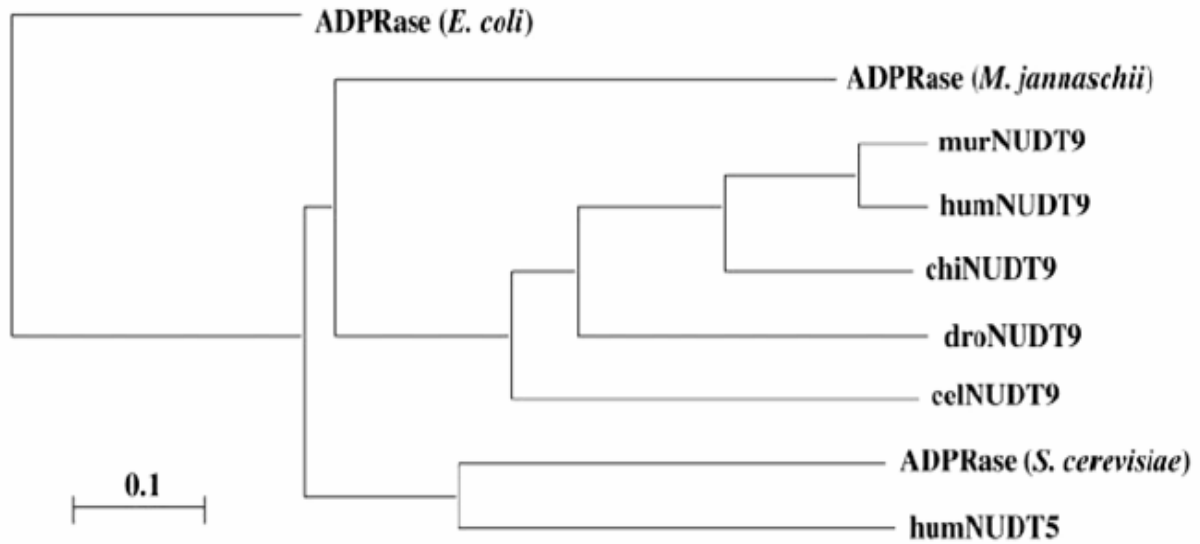 ADPRase (E. coli)
ADPRase (M. jannaschii)
murNUDT9
humNUDT9
chiNUDT9
droNUDT9
celNUDT9
ADPRase (S. cerevisiae)
0.1
humNUDT5